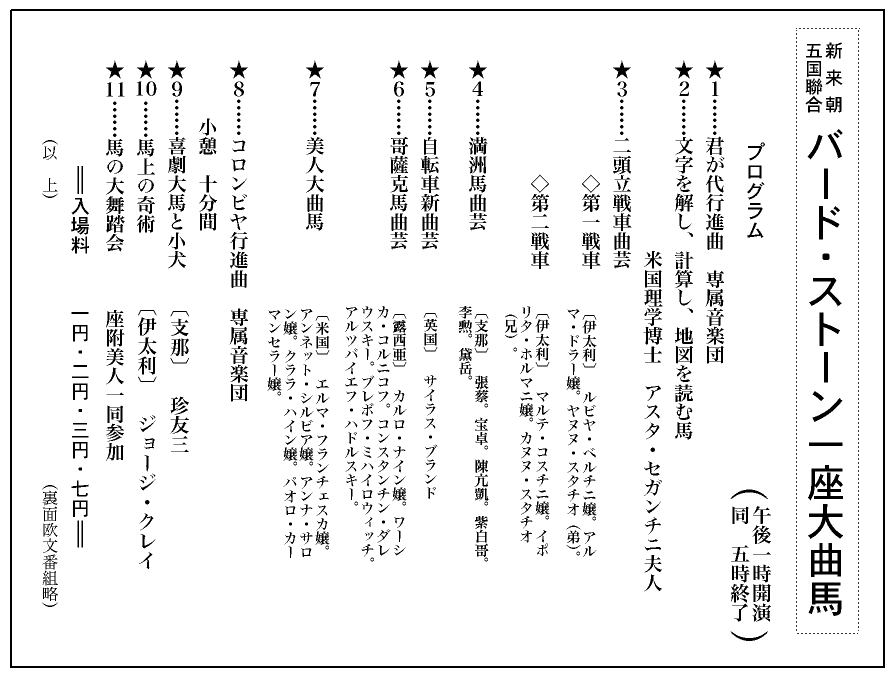 新来朝
五国聯合
バード・ストーン一座大曲馬
(午後一時開演
同　五時終了)
プログラム
★1……君が代行進曲　専属音楽団
★2……文字を解し、計算し、地図を読む馬
米国理学博士　アスタ・セガンチニ夫人
★3……二頭立戦車曲芸
◇第一戦車　〔伊太利〕　ルビヤ・ペルチニ嬢。アル
マ・ドラー嬢。ヤヌヌ・スタチオ（弟）。
◇第二戦車　〔伊太利〕　マルテ・コスチニ嬢。イポ
リタ・ホルマニ嬢。カヌヌ・スタチオ
（兄）。
★4……満洲馬曲芸　〔支那〕　張蔡。宝卓。陳亢凱。紫白哥。
李勲。黛岳。
★5……自転車新曲芸　〔英国〕　サイラス・ブランド
★6……哥薩克馬曲芸　〔露西亜〕　カルロ・ナイン嬢。ワーシ
カ・コルニコフ。コンスタンチン・ダレ
ウスキー。プレボフ・ミハイロウィッチ。
アルツバイエフ・ハドルスキー。
★7……美人大曲馬　〔米国〕　エルマ・フランチェスカ嬢。
アンネット・シルビア嬢。アンナ・サロ
ン嬢。クララ・ハイン嬢。パオロ・カー
マンセラー嬢。
★8……コロンビヤ行進曲　専属音楽団
小憩　十分間
★9……喜劇大馬と小犬　〔支那〕　珍友三
★10……馬上の奇術　〔伊太利〕　ジョージ・クレイ
★11……馬の大舞踏会　座附美人一同参加
＝入場料　一円・二円・三円・七円＝
（以　上）　（裏面欧文番組略）